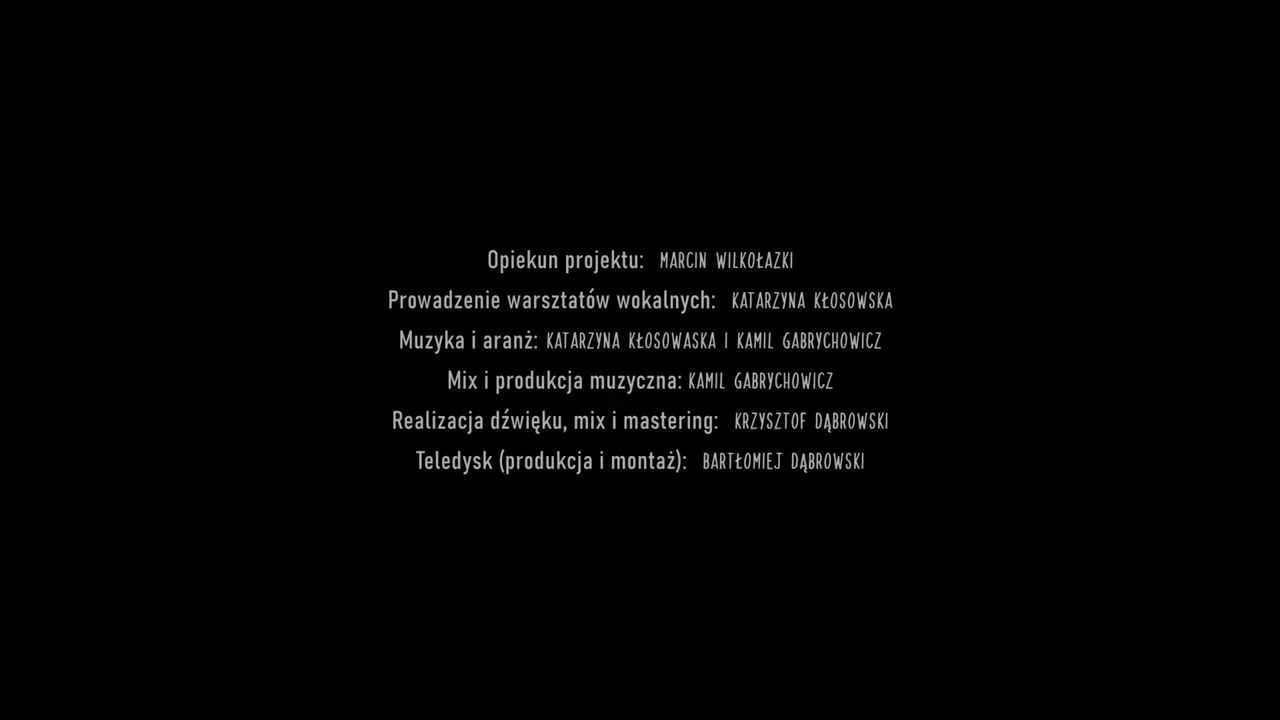 Opiekun projektu: MARCIN WILKOŁAZKI
Prowadzenie warsztatów wokalnych: KATARZYNA KŁOSOWSKA
Muzyka i aranż: KATARZYNA KŁOSOWASKA I KAMIL GABRYCHOWICZ
Mix i produkcja muzyczna: KAMIL GABRYCHOWICZ
Realizacja dźwięku, mix i mastering: KRZYSZTOF DĄBROWSKI
Teledysk (produkcja i montaż): BARTŁOMIEJ DĄBROWSKI